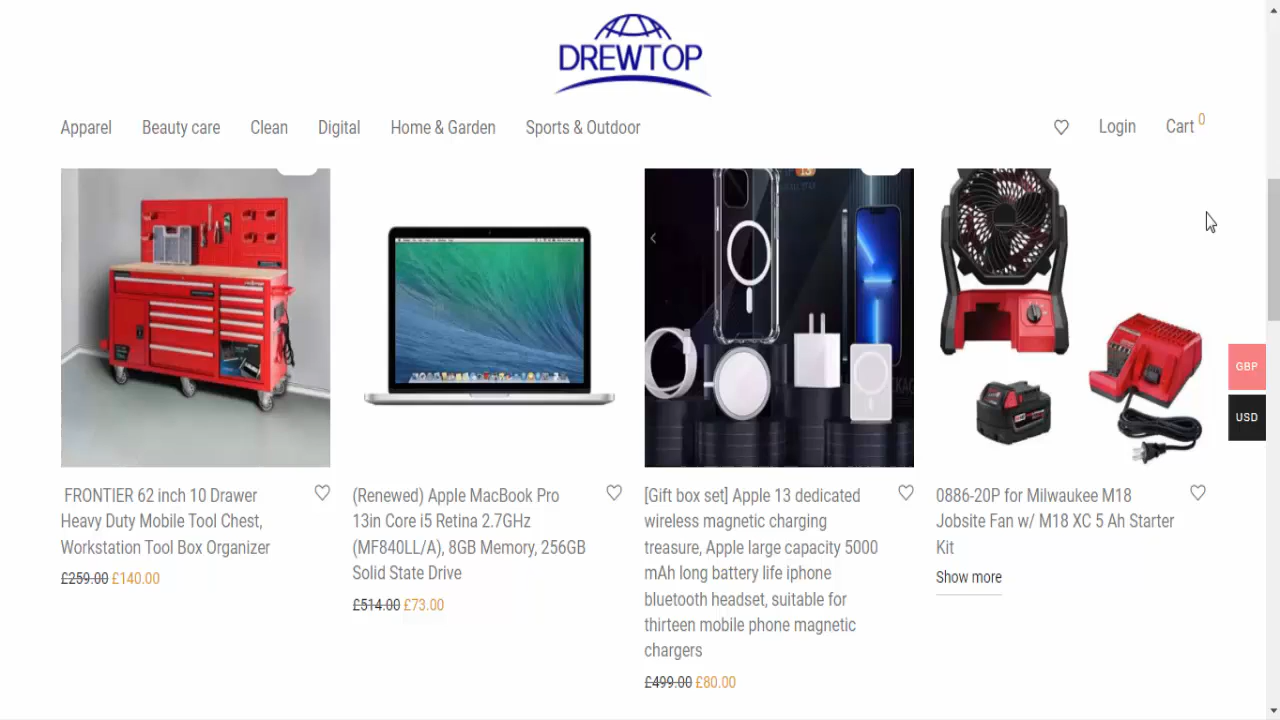 DREWTOP
Apparel Beauty care Clean Digital Home & Garden Sports & Outdoor Login Cart 0
13
GBP
USD
FRONTIER 62 inch 10 Drawer
Heavy Duty Mobile Tool Chest,
Workstation Tool Box Organizer
£259.00 £140.00
(Renewed) Apple MacBook Pro
13in Core i5 Retina 2.7GHz
(MF840LL/A), 8GB Memory, 256GB
Solid State Drive
£514.00 £73.00
[Gift box set] Apple 13 dedicated
wireless magnetic charging
treasure, Apple large capacity 5000
mAh long battery life iphone
bluetooth headset, suitable for
thirteen mobile phone magnetic
chargers
£499.00 £80.00
0886-20P for Milwaukee M18
Jobsite Fan w/ M18 XC 5 Ah Starter
Kit
Show more